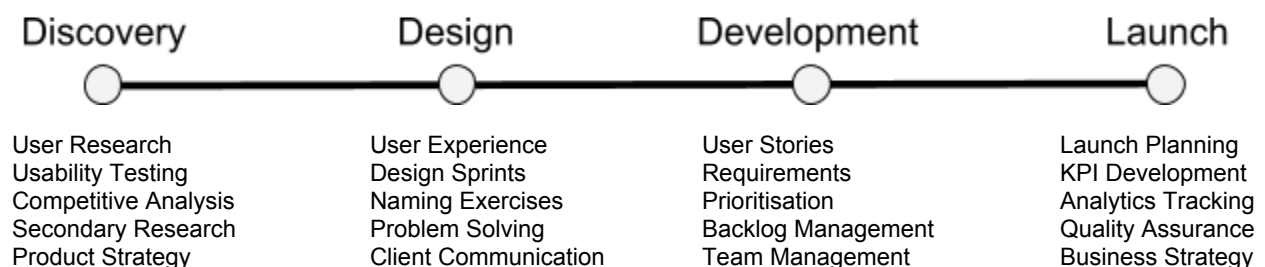 Discovery
Design
Development
Launch
User Research
Usability Testing
Competitive Analysis
Secondary Research
Product Strategy
User Experience
Design Sprints
Naming Exercises
Problem Solving
Client Communication
User Stories
Requirements
Prioritisation
Backlog Management
Team Management
Launch Planning
KPI Development
Analytics Tracking
Quality Assurance
Business Strategy